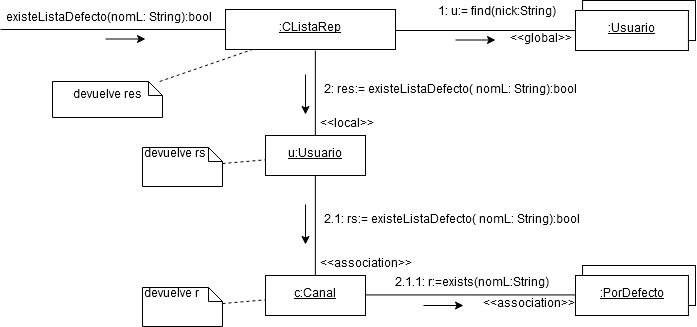 existeListaDefecto(nomL: String):bool
:CListaRep
1: u:= find(nick:String)
<<global>>
:Usuario
devuelve res
2: res:= existeListaDefecto( nomL: String):bool
<<local>>
devuelve rs
u:Usuario
2.1: rs:= existeListaDefecto( nomL: String):bool
<<association>>
devuelve r
c:Canal
2.1.1: r:=exists(nomL:String)
<<association>>
:PorDefecto